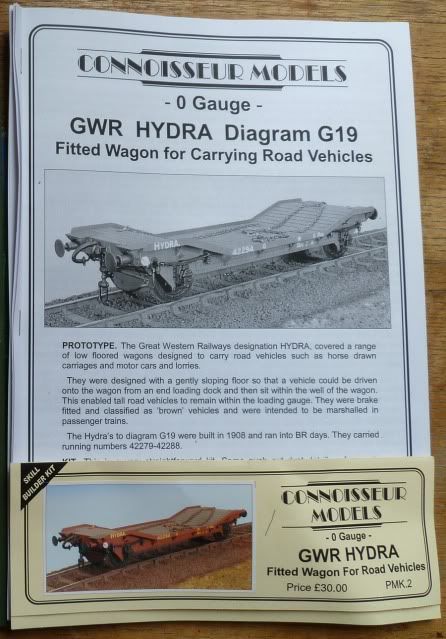 CONNOISSEUR MODELS
- 0 Gauge -
GWR HYDRA Diagram G19
Fitted Wagon for Carrying Road Vehicles
HYDRA.
42294
PROTOTYPE. The Great Western Railways designation HYDRA, covered a range
of low floored wagons designed to carry road vehicles such as horse drawn
carriages and motor cars and lorries.
They were designed with a gently sloping floor so that a vehicle could be driven
onto the wagon from an end loading dock and then sit within the well of the wagon.
This enabled tall road vehicles to remain within the loading gauge. They were brake
fitted and classified as 'brown' vehicles and were intended to be marshalled in
passenger trains.
The Hydra's to diagram G19 were built in 1908 and ran into BR days. They carried
running numbers 42279-42288.
SKILL
BUILDER KIT
HYDRA
CONNOISSEUR
MODELS
- 0 Gauge -
GWR HYDRA
Fitted Wagon For Road Vehicles
Price £30.00 PMK.2